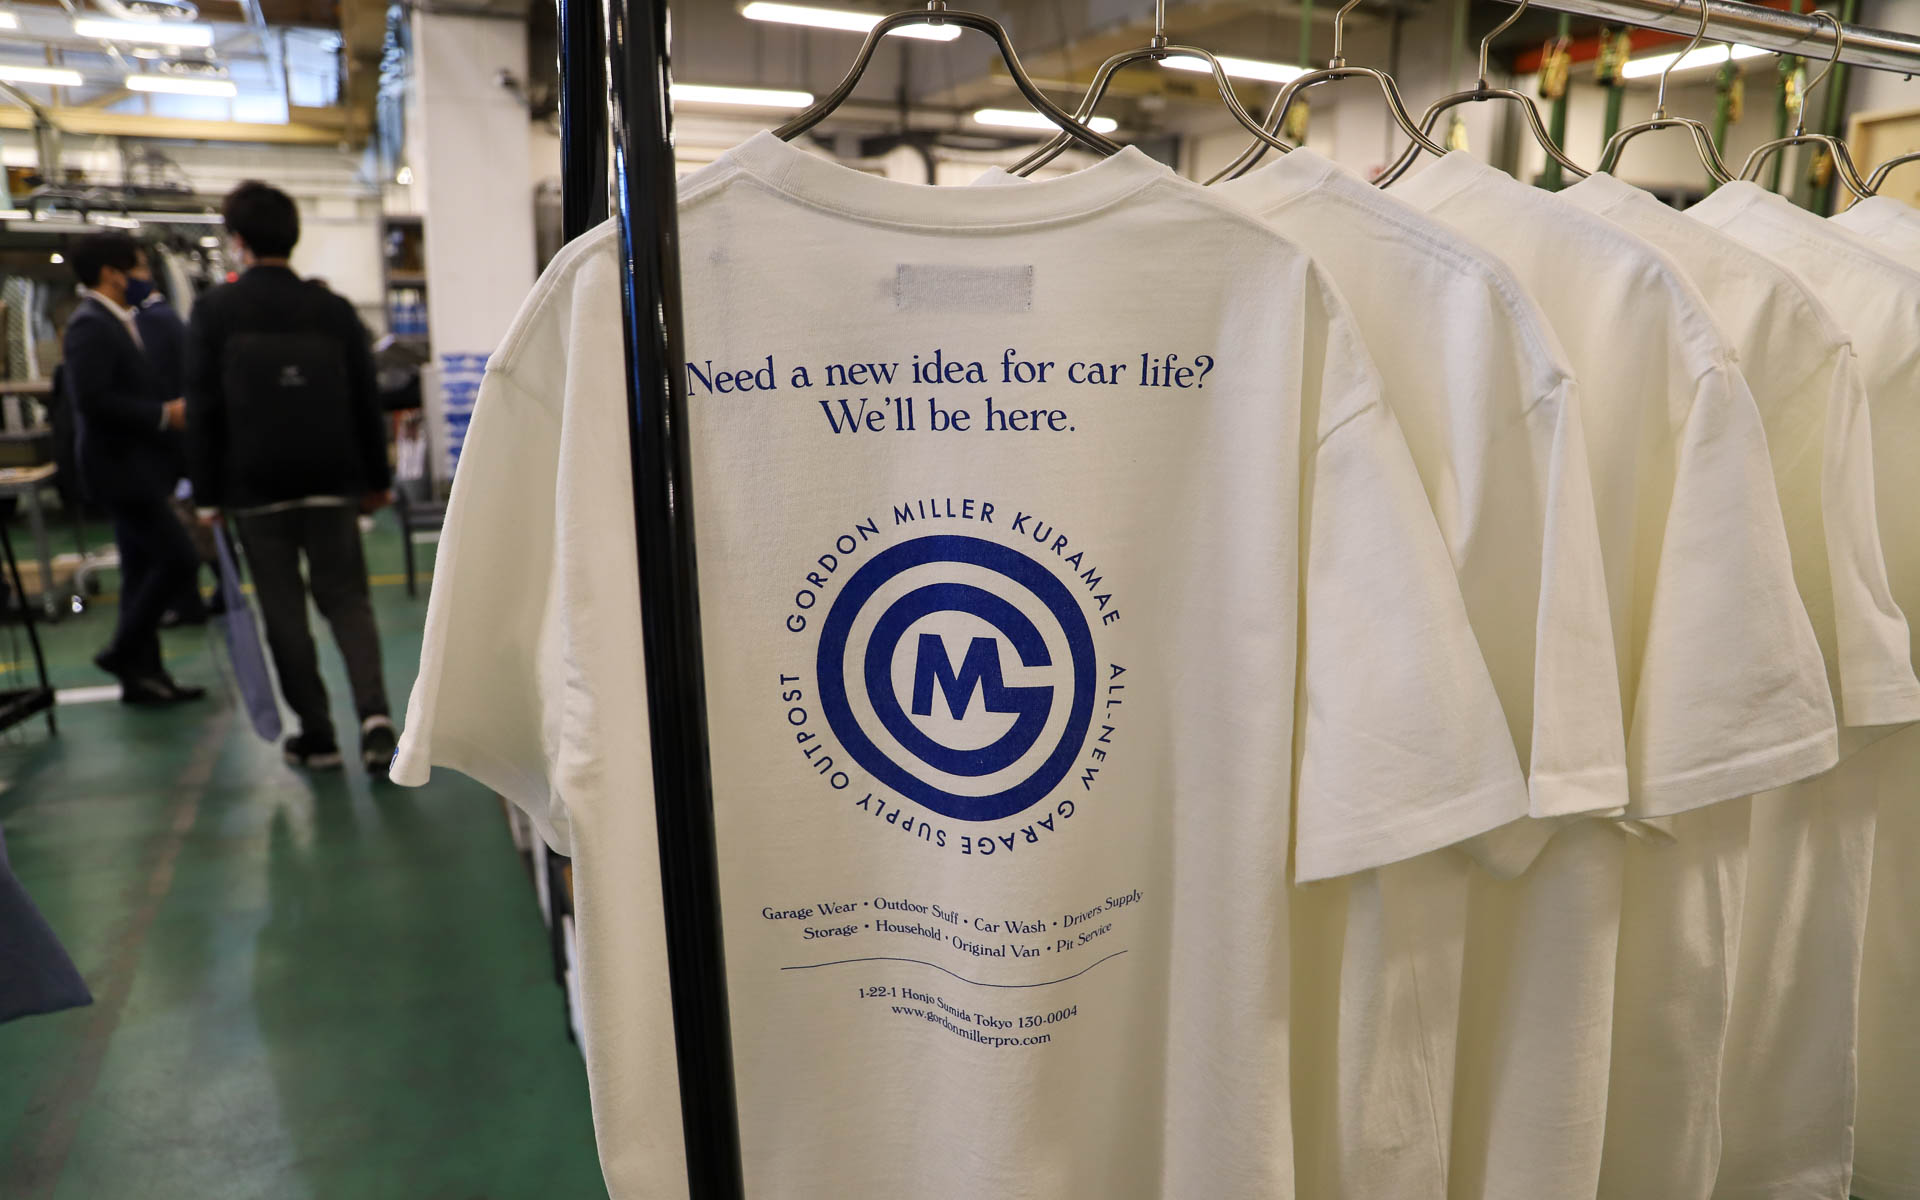 Need a new idea for car life?
We'll be here.
GORDON MILLER KURAMAE
ALL-NEW GARAGE SUPPLY OUTPOST
GM
Garage Wear • Outdoor Stuff • Car Wash • Drivers Supply
Storage • Household • Original Van • Pit Service
1-22-1 Honjo Sumida Tokyo 130-0004
www.gordonmillerpro.com